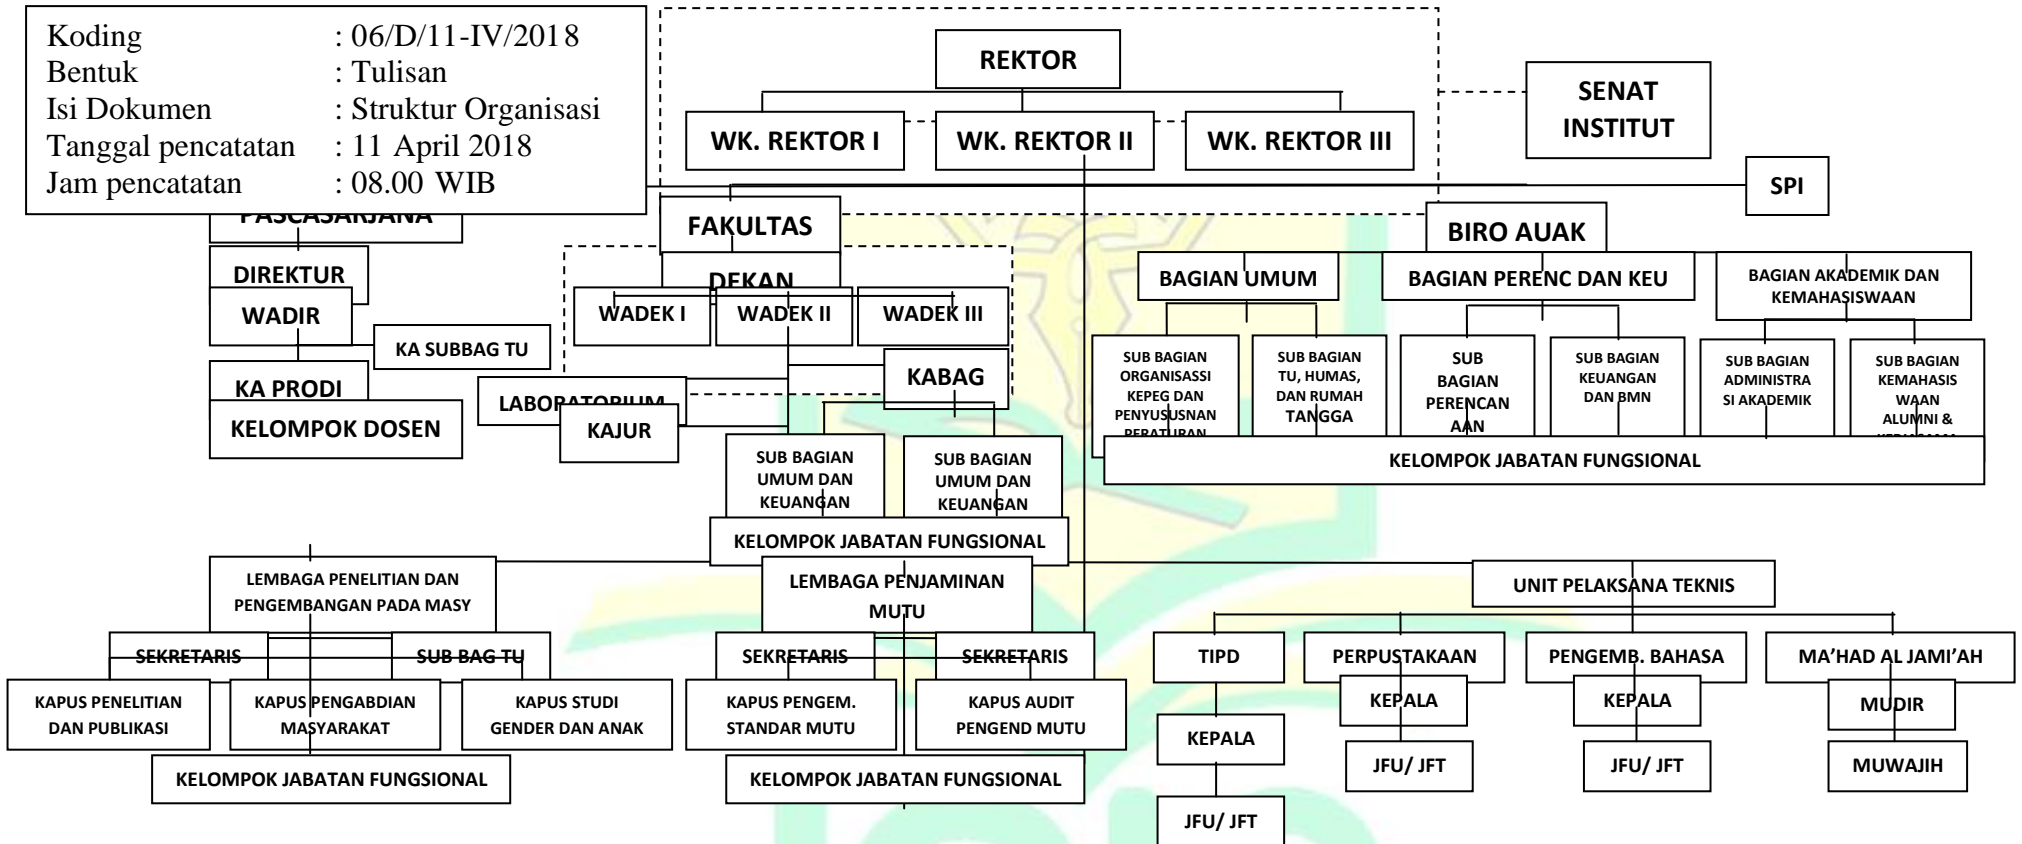 Koding : 06/D/11-IV/2018
Bentuk : Tulisan
Isi Dokumen : Struktur Organisasi
Tanggal pencatatan : 11 April 2018
Jam pencatatan : 08.00 WIB
REKTOR
SENAT
INSTITUT
WK. REKTOR I
WK. REKTOR II
WK. REKTOR III
SPI
PASCASARJANA
FAKULTAS
BIRO AUAK
DIREKTUR
DEKAN
BAGIAN UMUM
BAGIAN PERENC DAN KEU
BAGIAN AKADEMIK DAN
KEMAHASISWAAN
WADIR
WADEK I
WADEK II
WADEK III
KA SUBBAG TU
KABAG
KA PRODI
LABORATORIUM
KELOMPOK DOSEN
KAJUR
SUB BAGIAN
ORGANISASSI
KEPEG DAN
PENYUSUSNAN
PERATURAN
SUB BAGIAN
TU, HUMAS,
DAN RUMAH
TANGGA
SUB
BAGIAN
PERENCAN
AAN
SUB BAGIAN
KEUANGAN
DAN BMN
SUB BAGIAN
ADMINISTRA
SI AKADEMIK
SUB BAGIAN
KEMAHASIS
WAAN
ALUMNI &
KELOMPOK JABATAN FUNGSIONAL
SUB BAGIAN
UMUM DAN
KEUANGAN
SUB BAGIAN
UMUM DAN
KEUANGAN
KELOMPOK JABATAN FUNGSIONAL
LEMBAGA PENELITIAN DAN
PENGEMBANGAN PADA MASY
LEMBAGA PENJAMINAN
MUTU
UNIT PELAKSANA TEKNIS
SEKRETARIS
SUB BAG TU
SEKRETARIS
SEKRETARIS
TIPD
PERPUSTAKAAN
PENGEMB. BAHASA
MA'HAD AL JAMI'AH
KAPUS PENELITIAN
DAN PUBLIKASI
KAPUS PENGABDIAN
MASYARAKAT
KAPUS STUDI
GENDER DAN ANAK
KAPUS PENGEM.
STANDAR MUTU
KAPUS AUDIT
PENGEND MUTU
KEPALA
KEPALA
KEPALA
MUDIR
KELOMPOK JABATAN FUNGSIONAL
KELOMPOK JABATAN FUNGSIONAL
JFU/ JFT
JFU/ JFT
JFU/ JFT
MUWAJIH